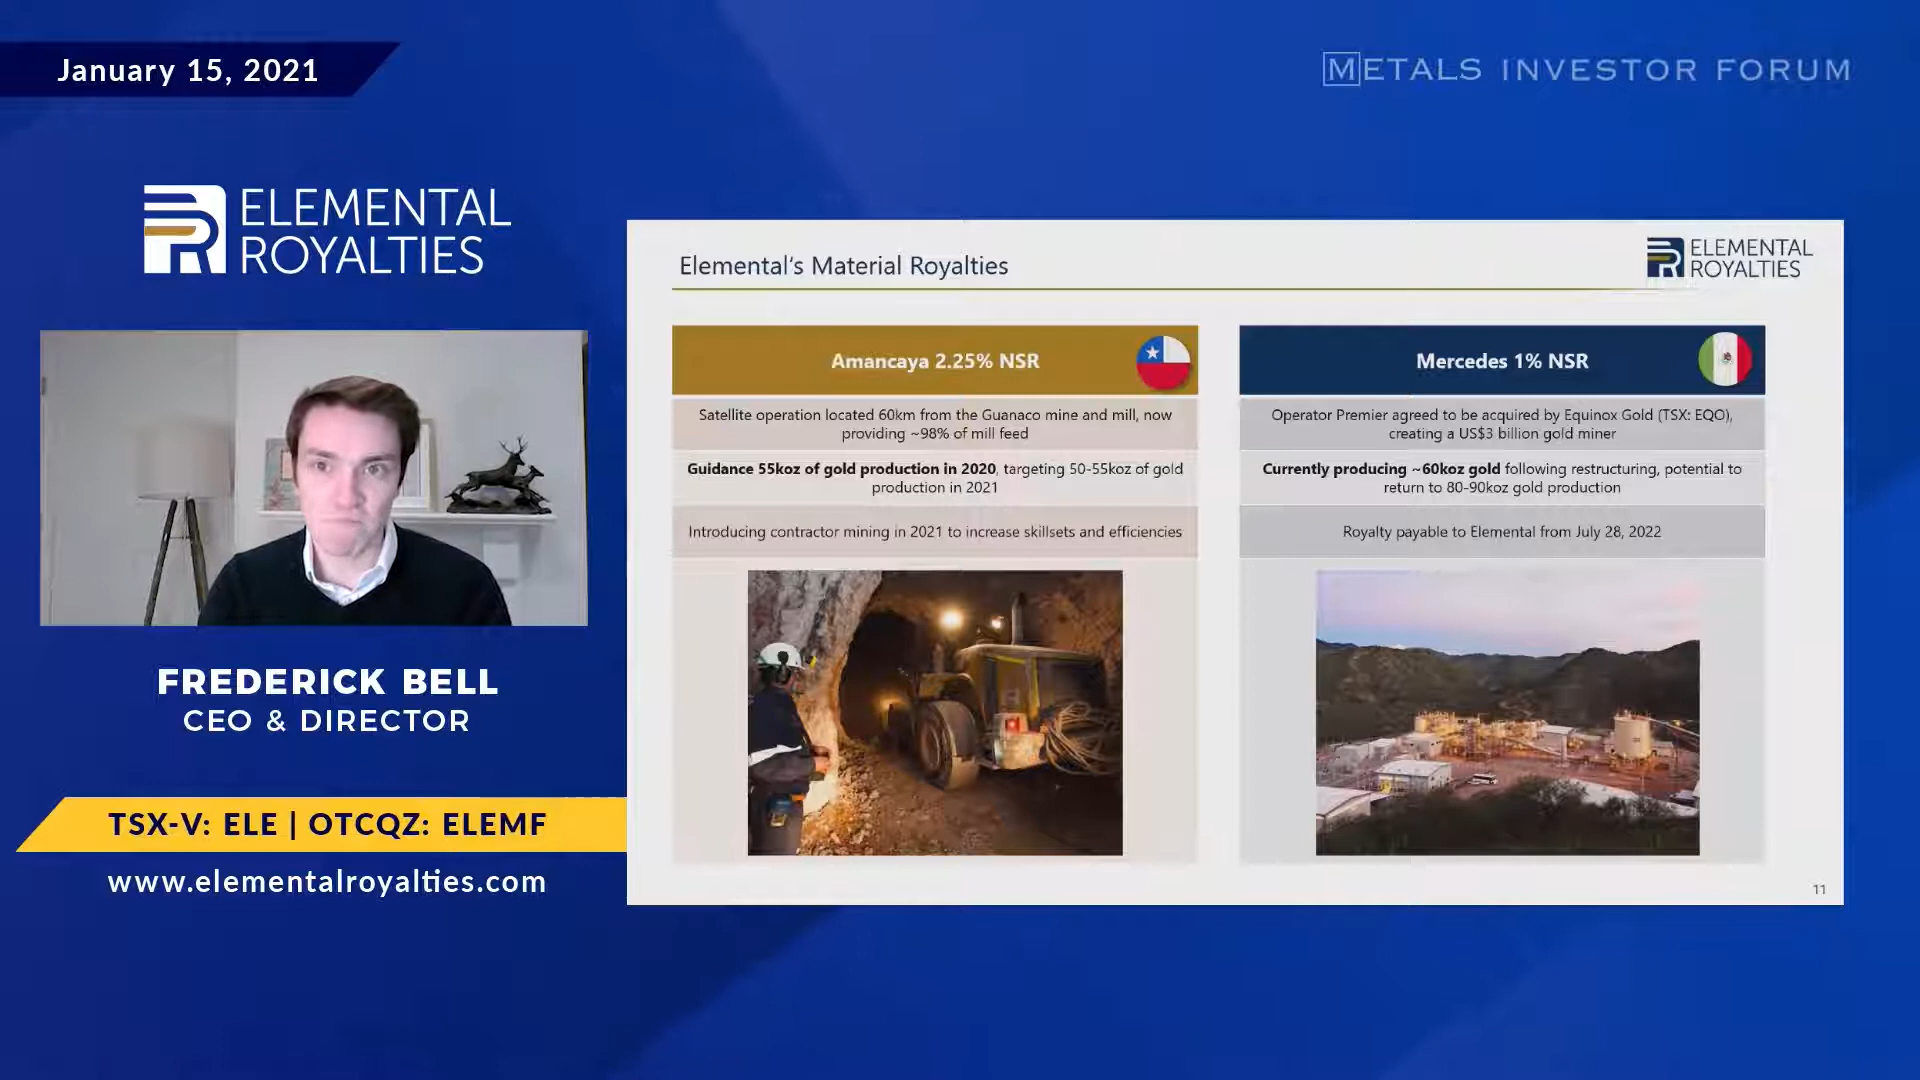 January 15, 2021
METALS INVESTOR FORUM
ELEMENTAL
ROYALTIES
FREDERICK BELL
CEO & DIRECTOR
TSX-V: ELE | OTCQZ: ELEMF
www.elementalroyalties.com
Elemental‘s Material Royalties
ELEMENTAL
ROYALTIES
Amancaya 2.25% NSR
Satellite operation located 60km from the Guanaco mine and mill, now
providing ~98% of mill feed
Guidance 55koz of gold production in 2020, targeting 50-55koz of gold
production in 2021
Introducing contractor mining in 2021 to increase skillsets and efficiencies
Mercedes 1% NSR
Operator Premier agreed to be acquired by Equinox Gold (TSX: EQO),
creating a US$3 billion gold miner
Currently producing ~60koz gold following restructuring, potential to
return to 80-90koz gold production
Royalty payable to Elemental from July 28, 2022
11